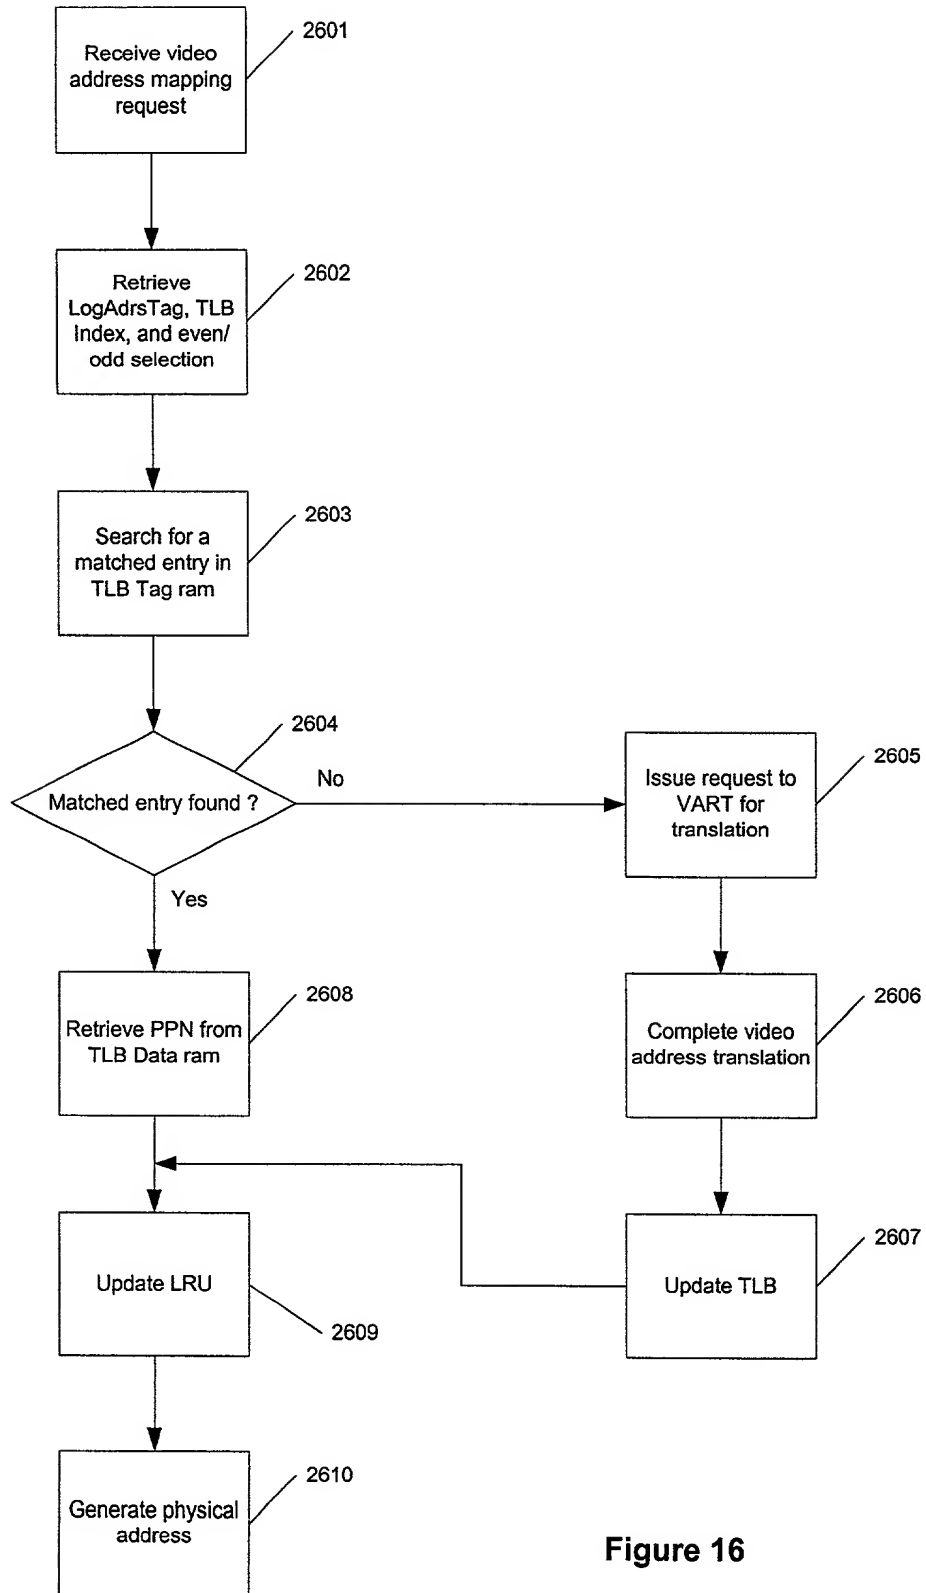 Receive video
address mapping
request
2601
Retrieve
LogAdrsTag, TLB
Index, and even/
odd selection
2602
Search for a
matched entry in
TLB Tag ram
2603
Matched entry found ?
2604
No
Yes
Issue request to
VART for
translation
2605
Complete video
address translation
2606
Update TLB
2607
Retrieve PPN from
TLB Data ram
2608
Update LRU
2609
Generate physical
address
2610
Figure 16